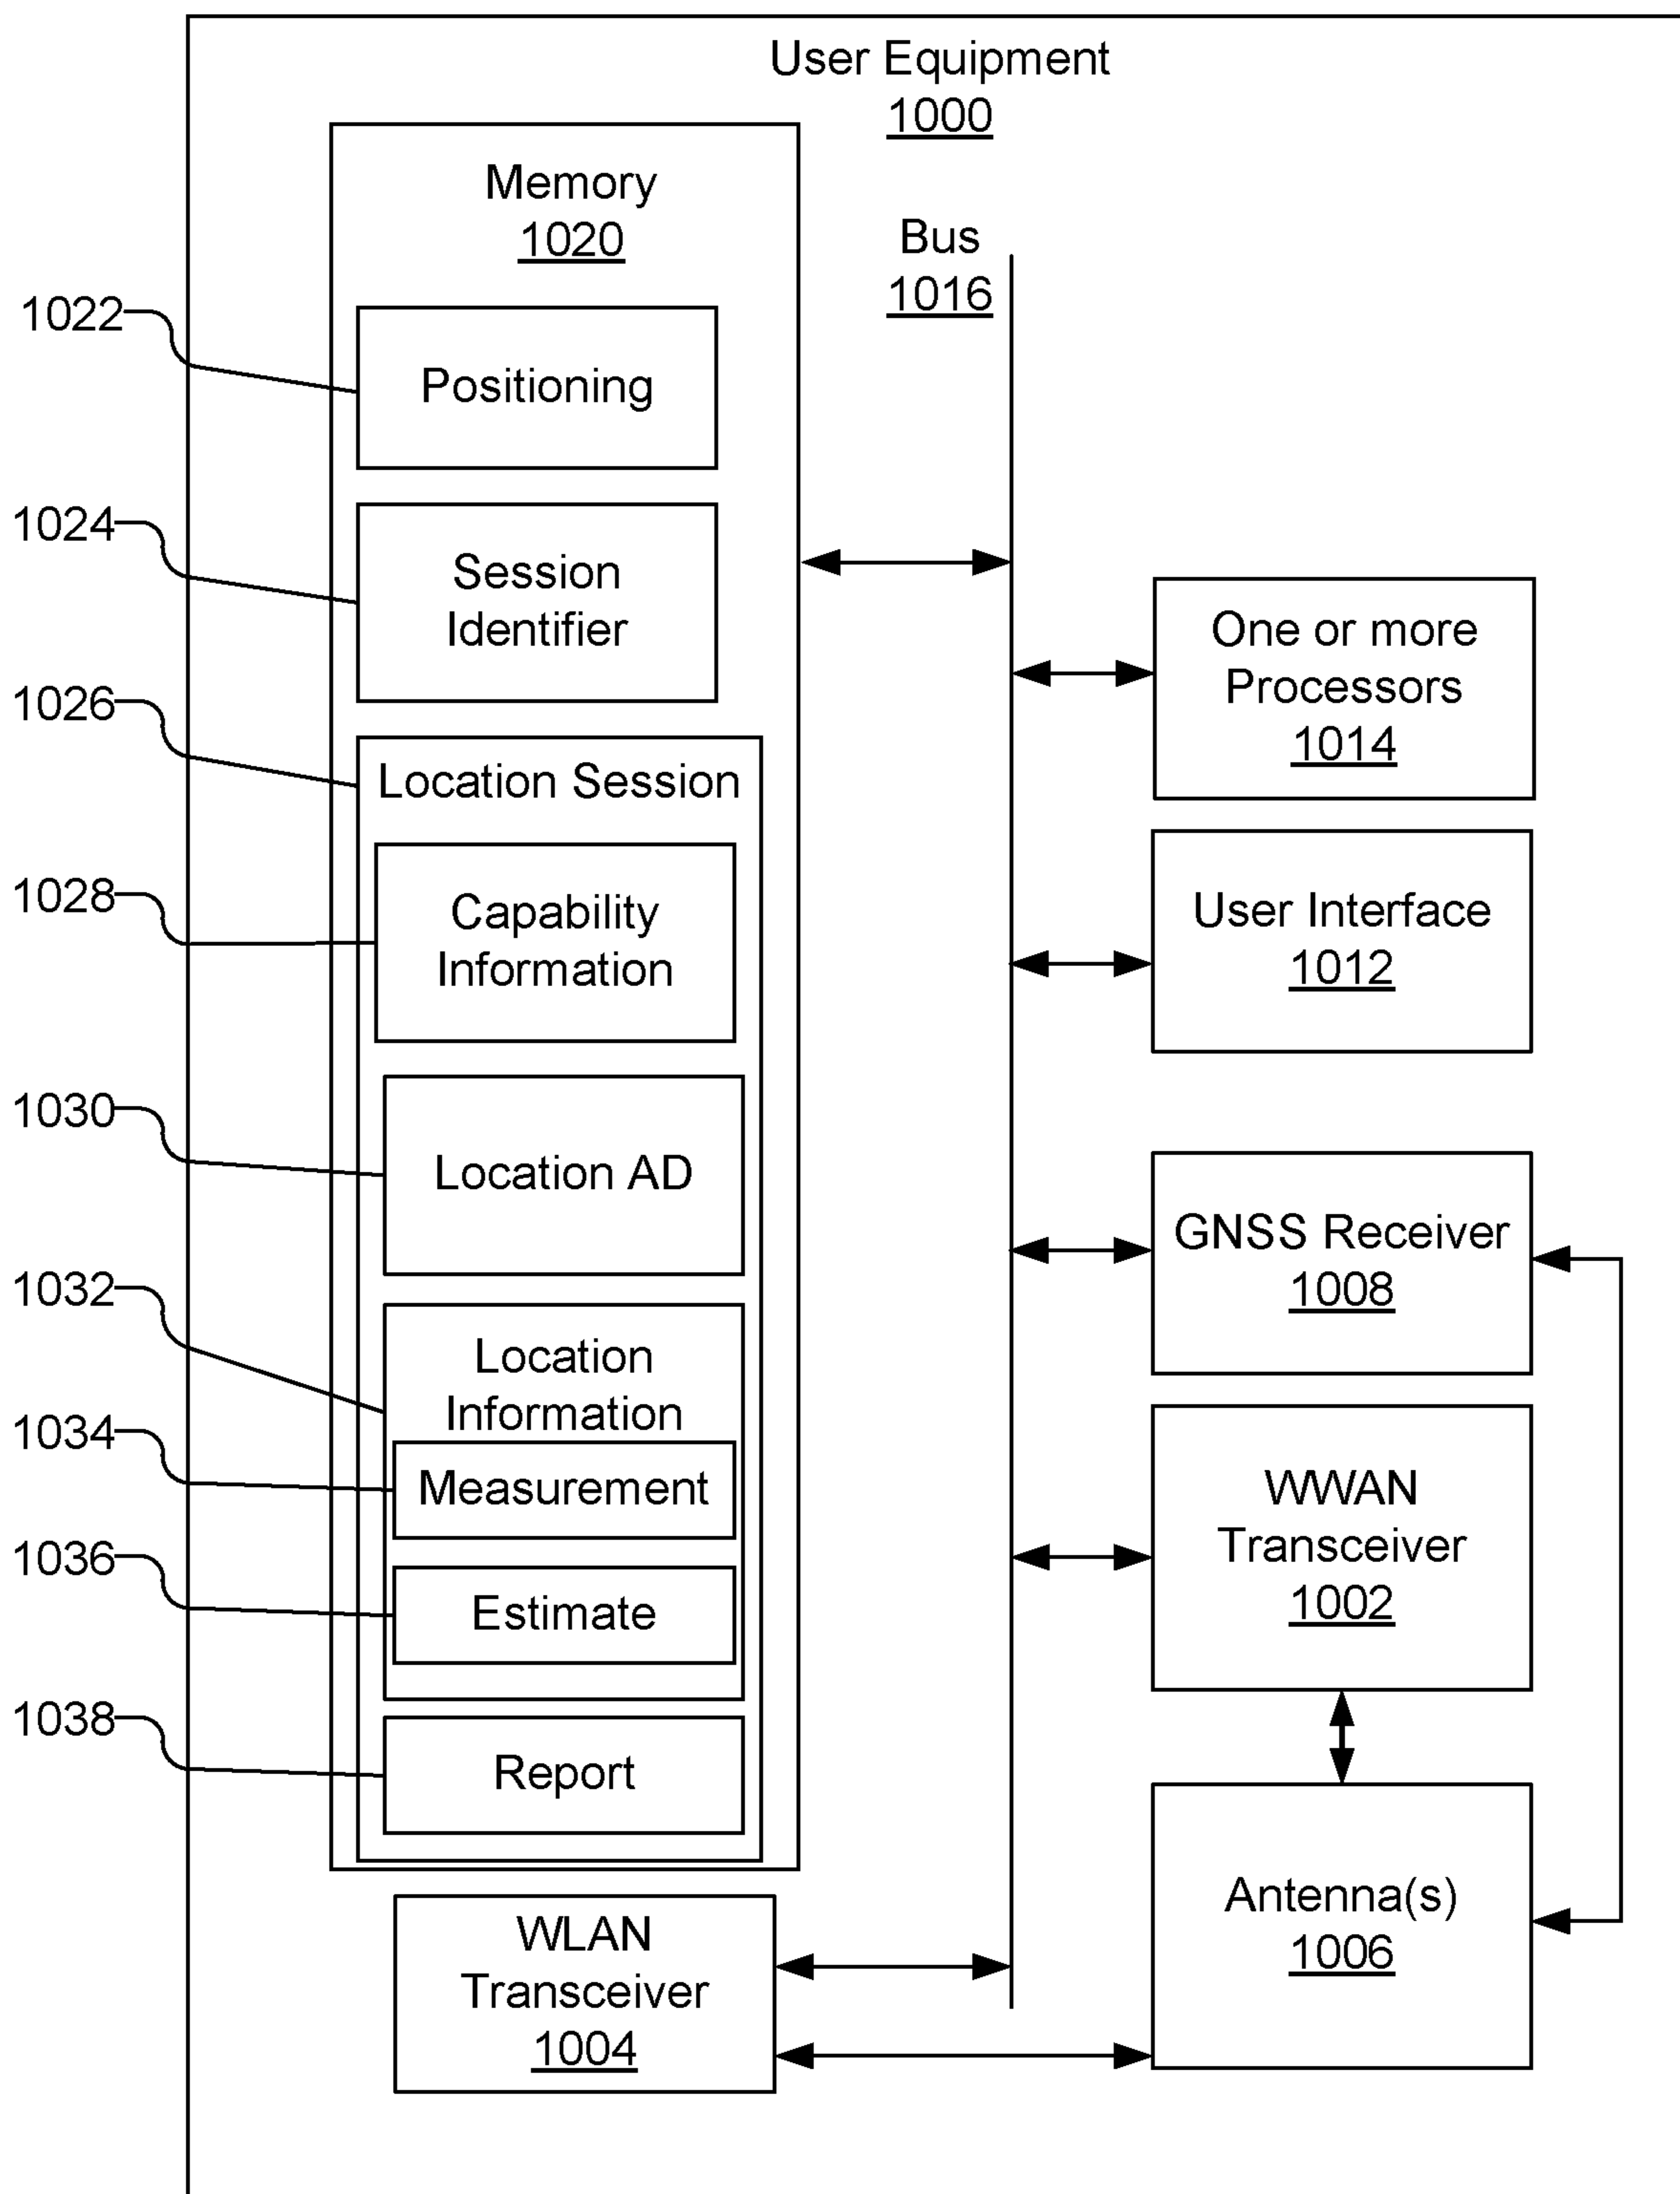 User Equipment
1000
Memory
1020
Bus
1016
1022
Positioning
1024
Session
Identifier
One or more
Processors
1014
1026
Location Session
1028
Capability
Information
User Interface
1012
1030
Location AD
GNSS Receiver
1008
1032
Location
Information
1034
Measurement
WWAN
Transceiver
1002
1036
Estimate
1038
Report
Antenna(s)
1006
WLAN
Transceiver
1004